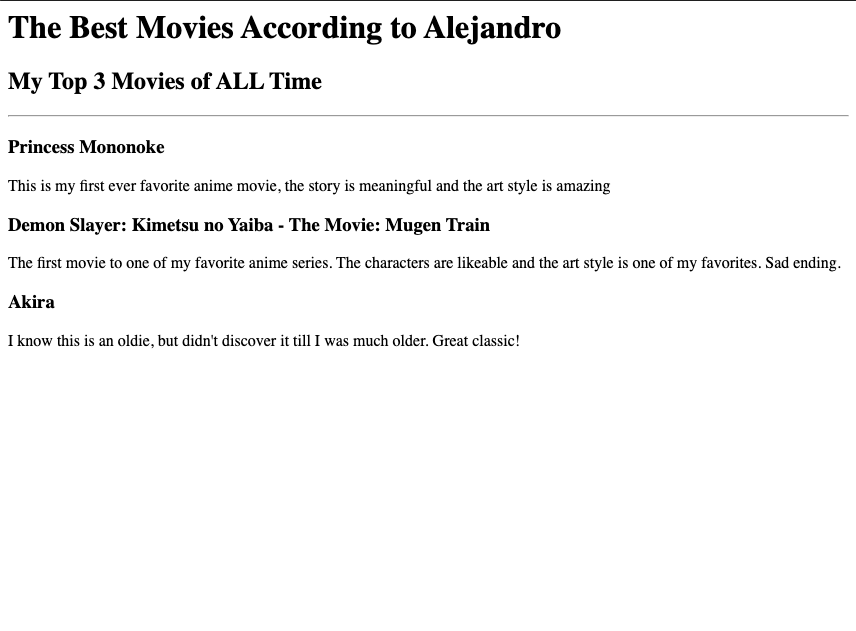 The Best Movies According to Alejandro
My Top 3 Movies of ALL Time
Princess Mononoke
This is my first ever favorite anime movie, the story is meaningful and the art style is amazing
Demon Slayer: Kimetsu no Yaiba - The Movie: Mugen Train
The first movie to one of my favorite anime series. The characters are likeable and the art style is one of my favorites. Sad ending.
Akira
I know this is an oldie, but didn't discover it till I was much older. Great classic!